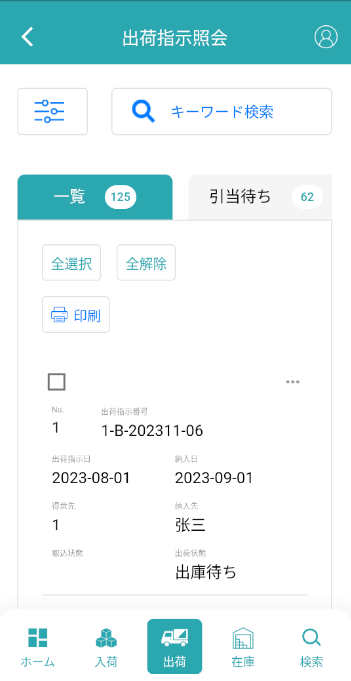 出荷指示照会
キーワード検索
一覧 125 引当待ち 62
全選択 全解除
印刷
No. 出荷指示番号
1 1-B-202311-06
出荷指示日 納入日
2023-08-01 2023-09-01
得意先 納入先
1 张三
取込状態 出荷状態
出庫待ち
ホーム 入荷 出荷 在庫 検索